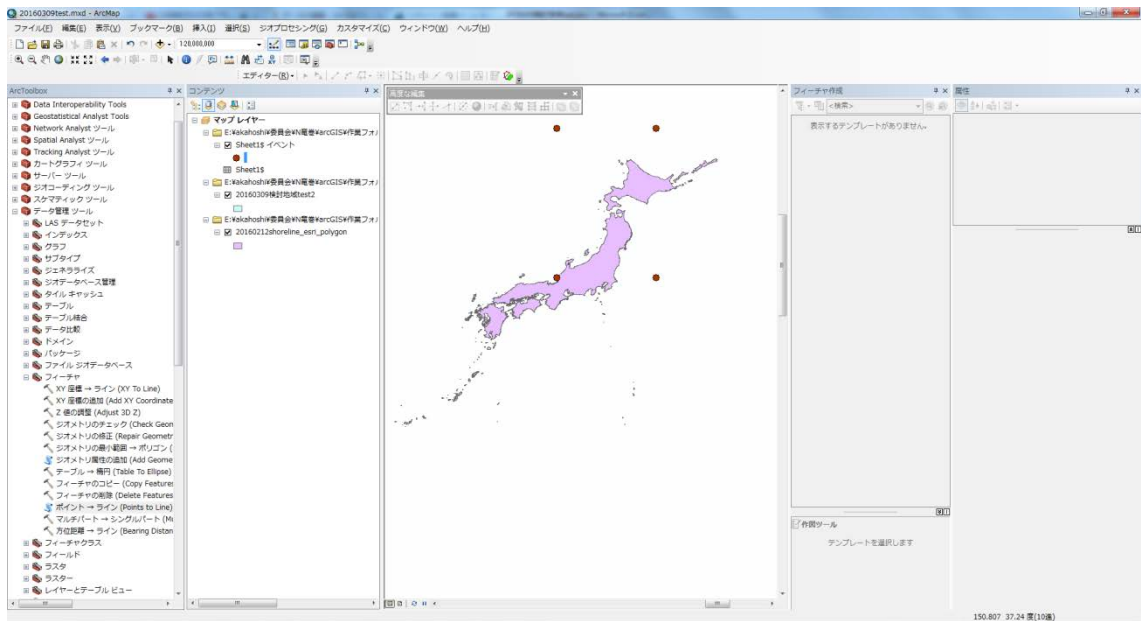 20160309test.mxd - ArcMap
ファイル(F) 編集(E) 表示(V) ブックマーク(B) 挿入(I) 選択(S) ジオプロセシング(G) カスタマイズ(C) ウィンドウ(W) ヘルプ(H)
1:20,000,000
エディター(R)
ArcToolbox
Data Interoperability Tools
Geostatistical Analyst Tools
Network Analyst ツール
Spatial Analyst ツール
Tracking Analyst ツール
カートグラフィ ツール
サーバー ツール
ジオコーディング ツール
スケマティック ツール
データ管理 ツール
LAS データセット
インデックス
グラフ
サブタイプ
ジェネラライズ
ジオデータベース管理
タイル キャッシュ
テーブル
テーブル結合
データ比較
ドメイン
パッケージ
ファイル ジオデータベース
フィーチャ
XY 座標 → ライン (XY To Line)
XY 座標の追加 (Add XY Coordinate
Z 値の調整 (Adjust 3D Z)
ジオメトリのチェック (Check Geon
ジオメトリの修正 (Repair Geometr
ジオメトリの最小範囲 → ポリゴン (
ジオメトリ属性の追加 (Add Geome
テーブル → 楕円 (Table To Ellipse)
フィーチャのコピー (Copy Features
フィーチャの削除 (Delete Features
ポイント → ライン (Points to Line)
マルチパート → シングルパート (Mu
方位距離 → ライン (Bearing Distan
フィーチャクラス
フィールド
ラスタ
ラスター
レイヤーとテーブル ビュー
コンテンツ
マップ レイヤー
E:¥akahoshi¥委員会¥N竜巻¥arcGIS¥作業フォル
Sheet1$ イベント
Sheet1$
E:¥akahoshi¥委員会¥N竜巻¥arcGIS¥作業フォル
20160309検討地域test2
E:¥akahoshi¥委員会¥N竜巻¥arcGIS¥作業フォル
20160212shoreline_esri_polygon
高度な編集
フィーチャ作成
<検索>
表示するテンプレートがありません。
作図ツール
テンプレートを選択します
属性
150.807 37.24 度(10進)